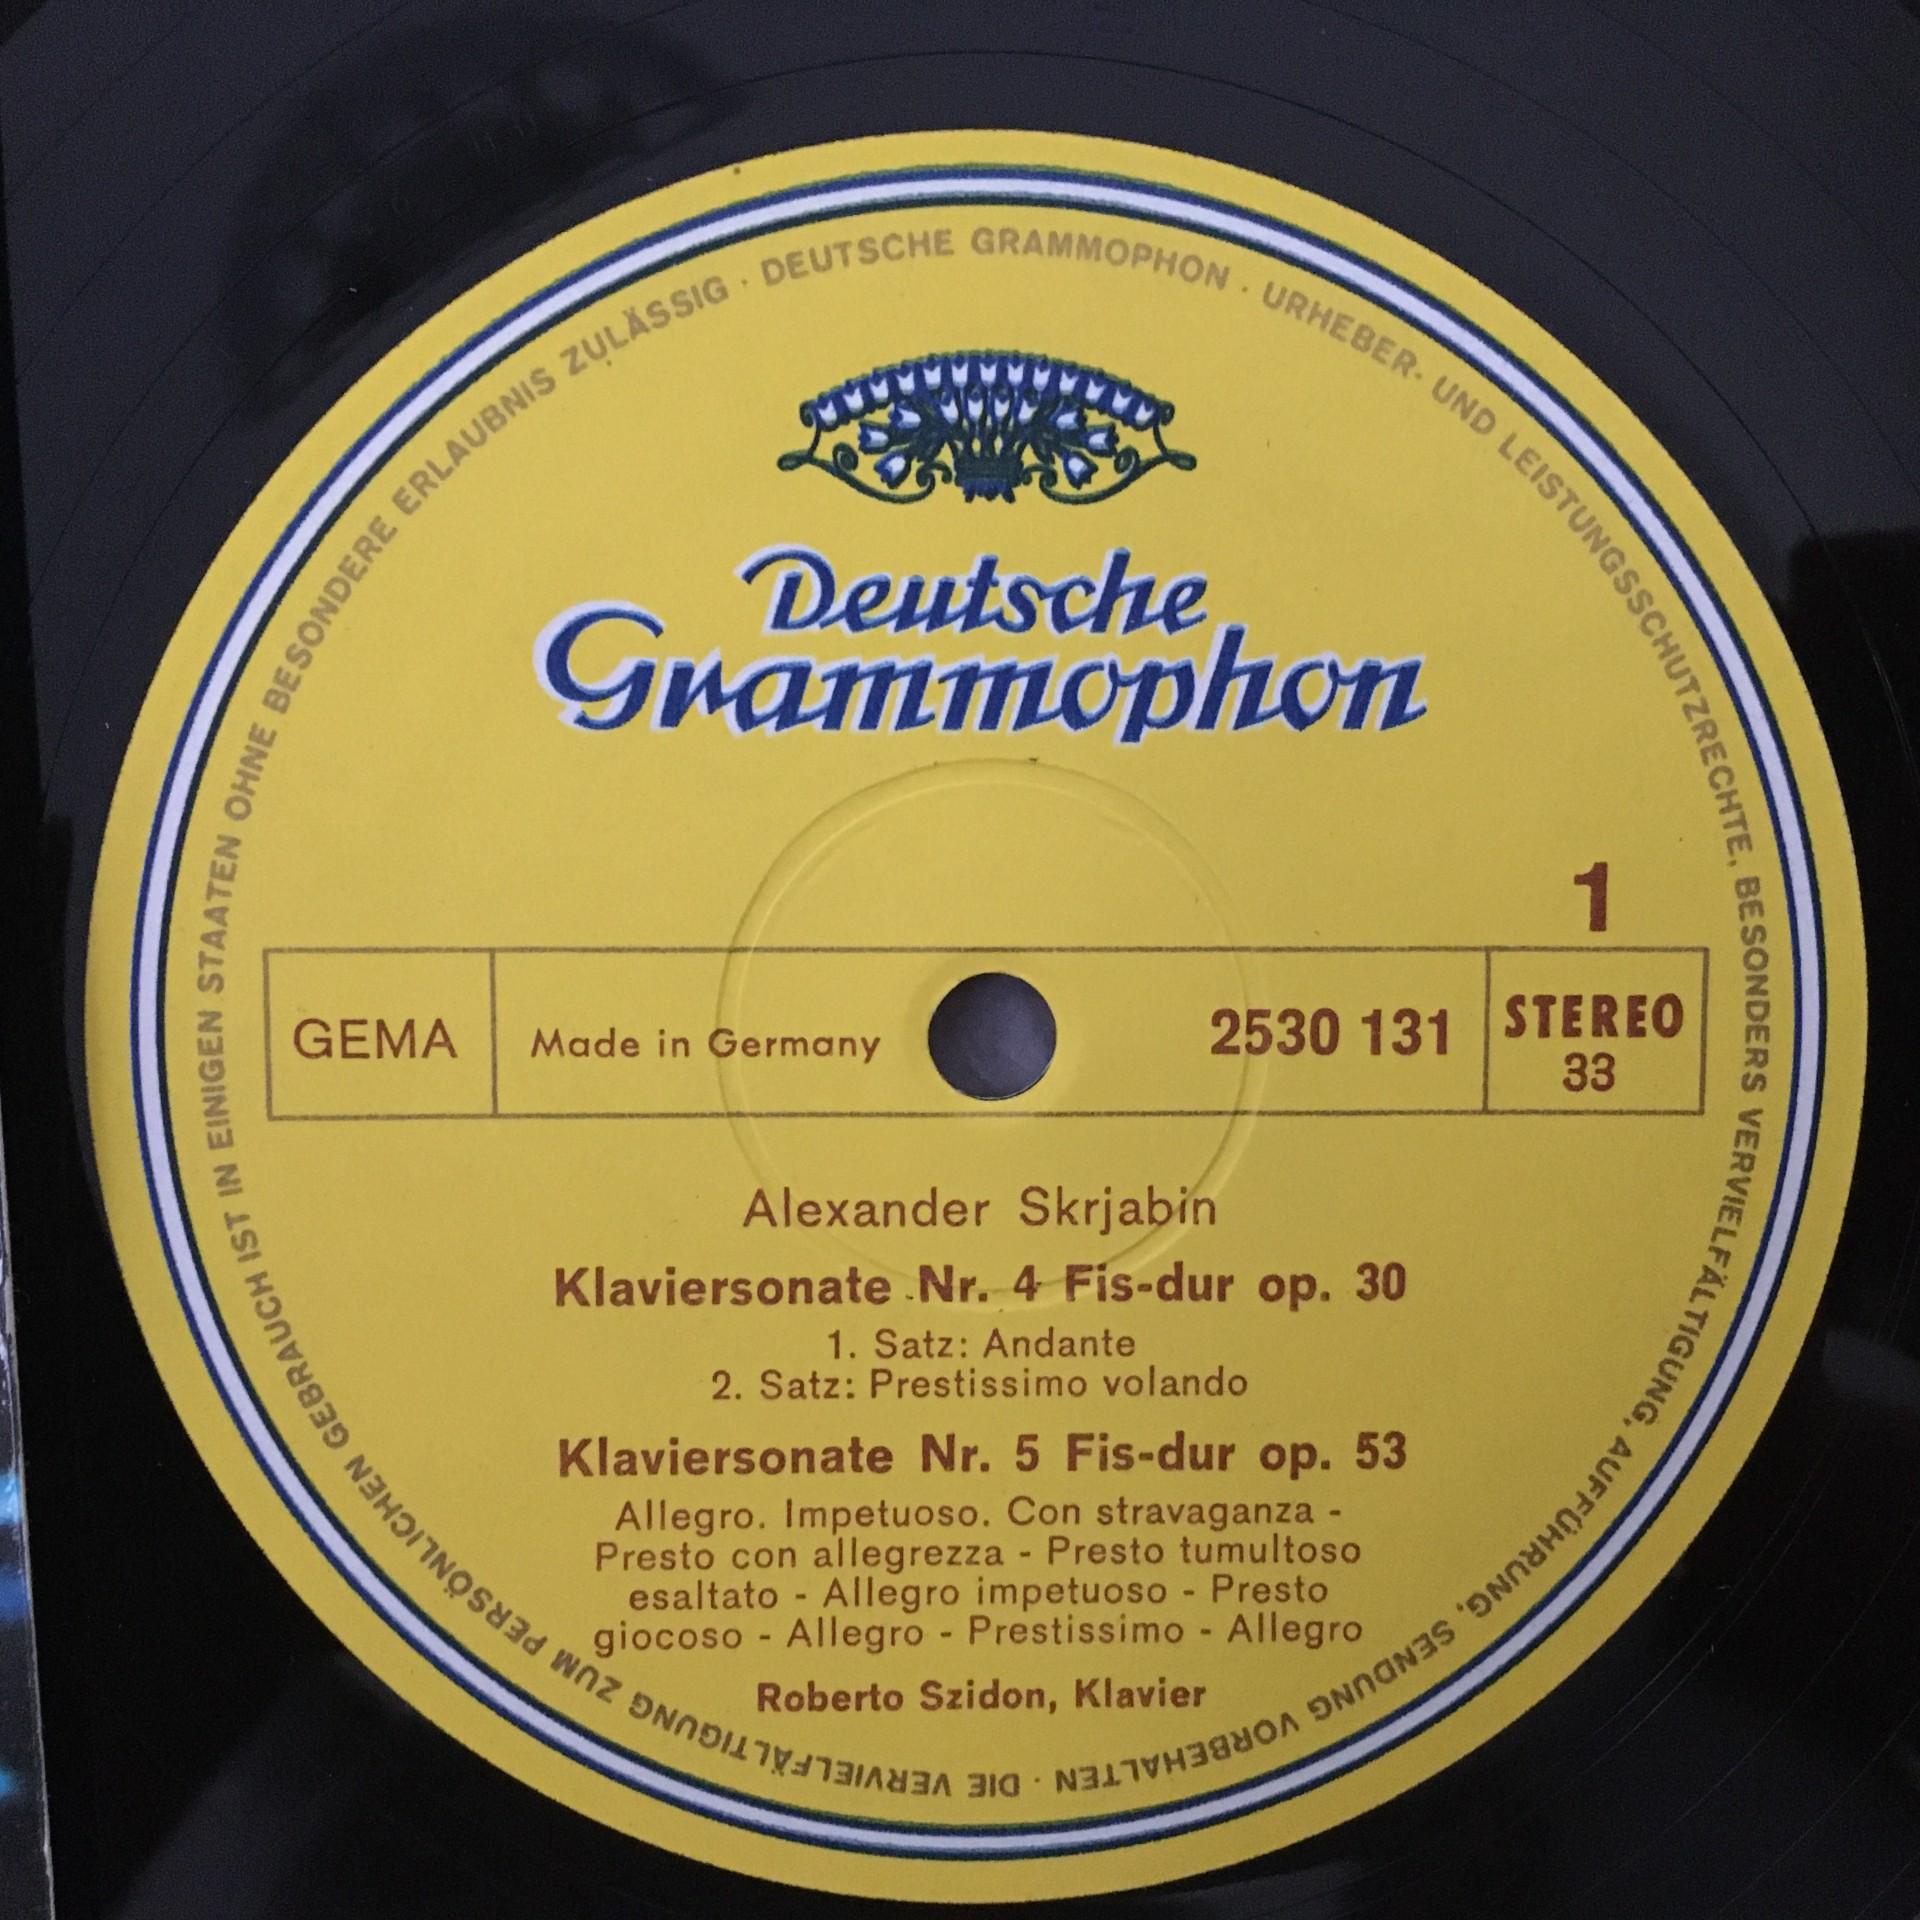 DEUTSCHE GRAMMOPHON · URHEBER- UND LEISTUNGSSCHUTZRECHTE, BESONDERS VERVIELFÄLTIGUNG, AUFFÜHRUNG, SENDUNG VORBEHALTEN · DIE VERVIELFÄLTIGUNG ZUM PERSÖNLICHEN GEBRAUCH IST IN EINIGEN STAATEN OHNE BESONDERE ERLAUBNIS ZULÄSSIG ·
Deutsche
Grammophon
1
GEMA
Made in Germany
2530 131
STEREO
33
Alexander Skrjabin
Klaviersonate Nr. 4 Fis-dur op. 30
1. Satz: Andante
2. Satz: Prestissimo volando
Klaviersonate Nr. 5 Fis-dur op. 53
Allegro. Impetuoso. Con stravaganza -
Presto con allegrezza - Presto tumultoso
esaltato - Allegro impetuoso - Presto
giocoso - Allegro - Prestissimo - Allegro
Roberto Szidon, Klavier